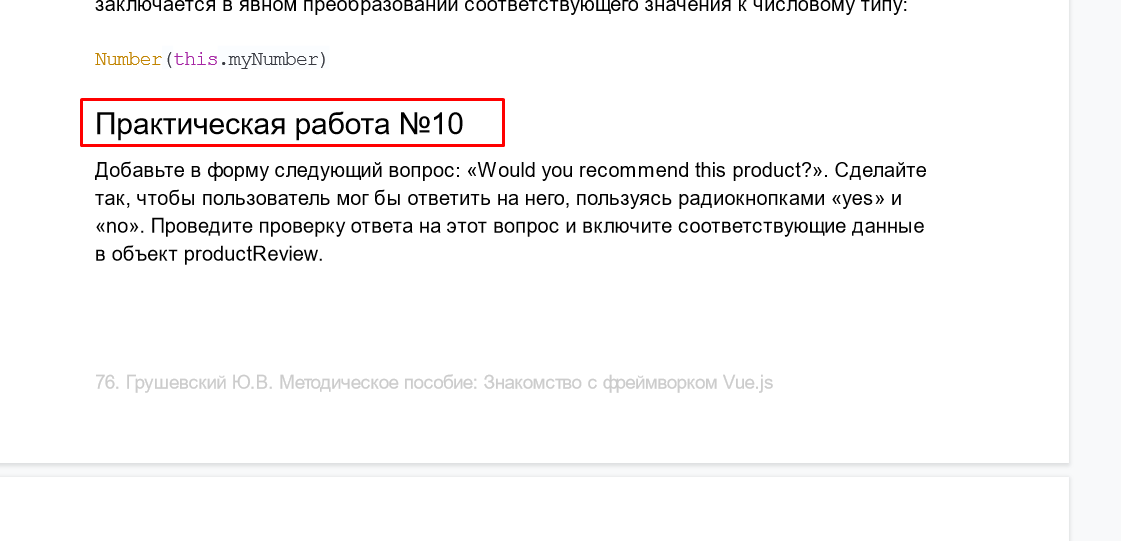 заключается в явном преобразовании соответствующего значения к числовому типу:
Number(this.myNumber)
Практическая работа №10
Добавьте в форму следующий вопрос: «Would you recommend this product?». Сделайте
так, чтобы пользователь мог бы ответить на него, пользуясь радиокнопками «yes» и
«no». Проведите проверку ответа на этот вопрос и включите соответствующие данные
в объект productReview.
76. Грушевский Ю.В. Методическое пособие: Знакомство с фреймворком Vue.js